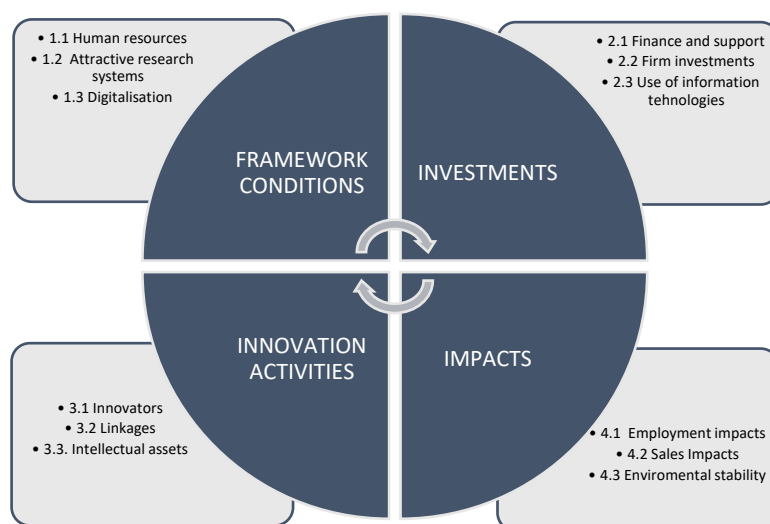 • 1.1 Human resources
• 1.2 Attractive research
systems
• 1.3 Digitalisation
• 2.1 Finance and support
• 2.2 Firm investments
• 2.3 Use of information
tehnologies
FRAMEWORK
CONDITIONS
INVESTMENTS
INNOVATION
ACTIVITIES
IMPACTS
• 3.1 Innovators
• 3.2 Linkages
• 3.3. Intellectual assets
• 4.1 Employment impacts
• 4.2 Sales Impacts
• 4.3 Enviromental stability